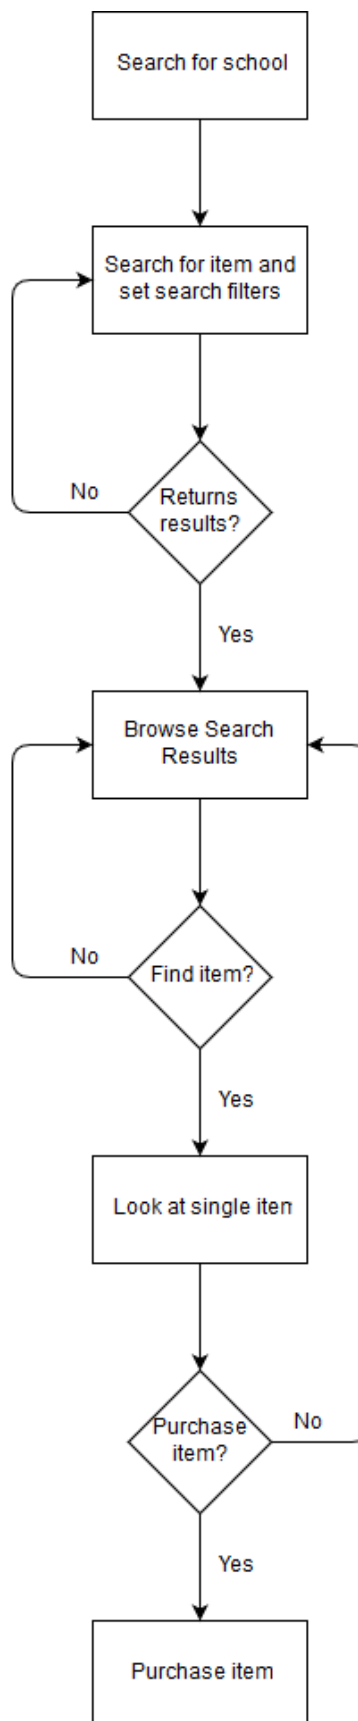 Search for school
Search for item and
set search filters
No
Returns
results?
Yes
Browse Search
Results
No
Find item?
Yes
Look at single item
Purchase
item?
No
Yes
Purchase item